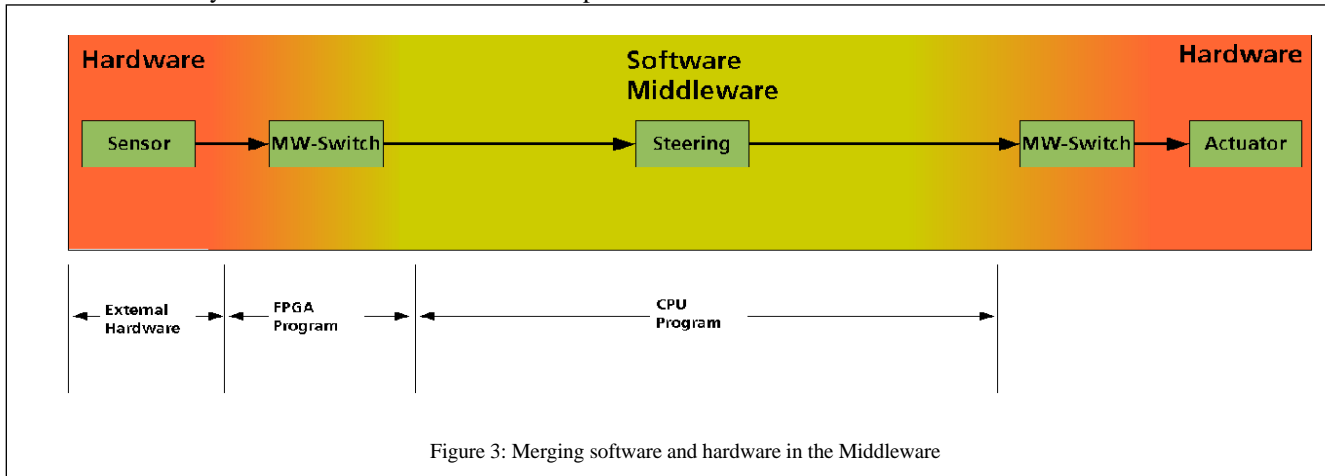 Hardware
Software
Middleware
Hardware
Sensor
MW-Switch
Steering
MW-Switch
Actuator
External
Hardware
FPGA
Program
CPU
Program
Figure 3: Merging software and hardware in the Middleware